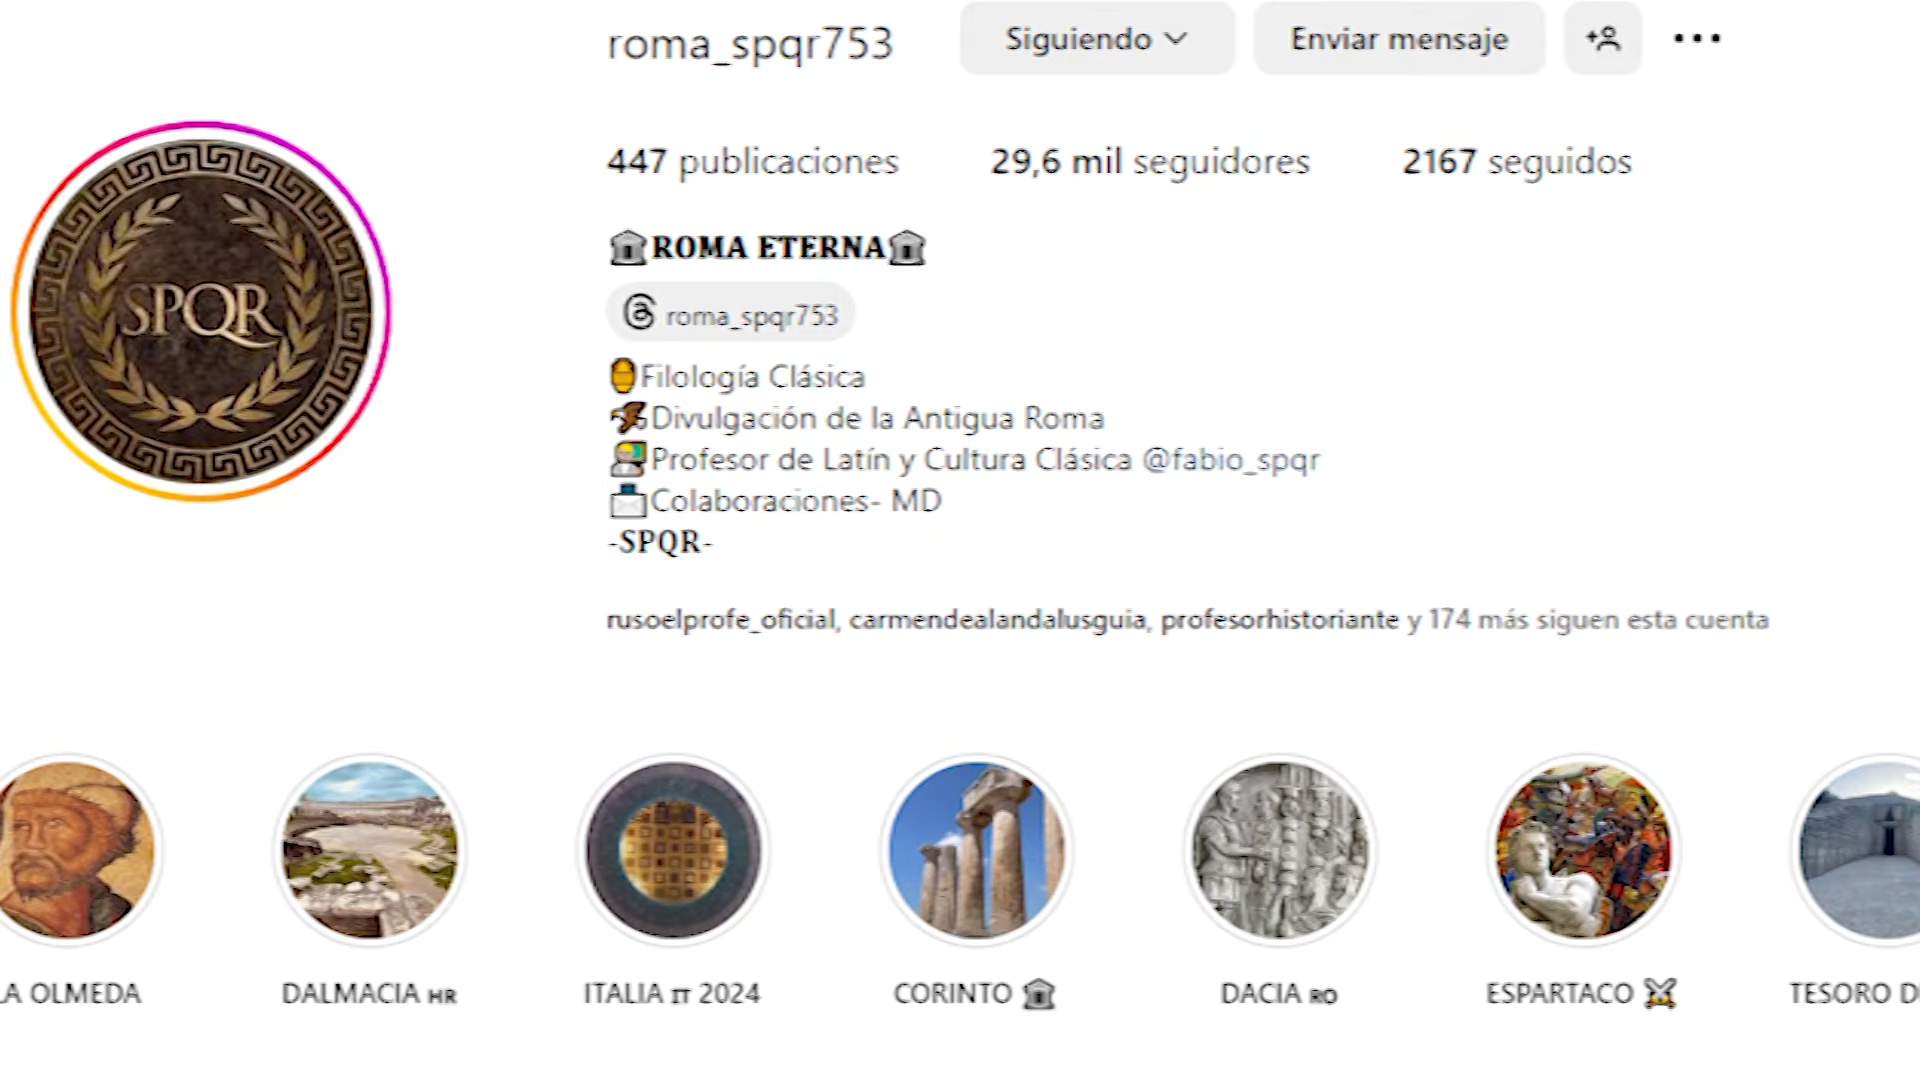 roma_spqr753 Siguiendo Enviar mensaje
447 publicaciones 29,6 mil seguidores 2167 seguidos
SPQR
🏛ROMA ETERNA🏛
roma_spqr753
Filología Clásica
Divulgación de la Antigua Roma
Profesor de Latín y Cultura Clásica @fabio_spqr
Colaboraciones- MD
-SPQR-
rusoelprofe_oficial, carmendealandalusguia, profesorhistoriante y 174 más siguen esta cuenta
LA OLMEDA DALMACIA HR ITALIA IT 2024 CORINTO 🏛 DACIA RO ESPARTACO ⚔ TESORO D